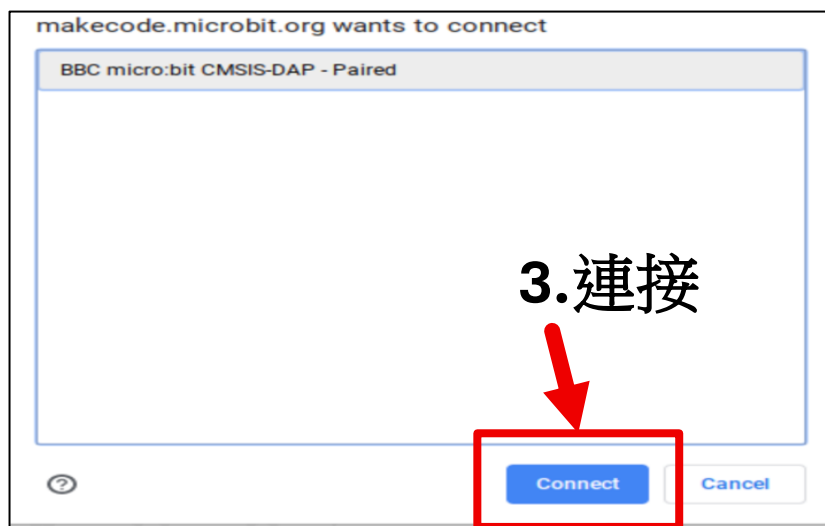 makecode.microbit.org wants to connect
BBC micro:bit CMSIS-DAP - Paired
3.連接
Connect
Cancel